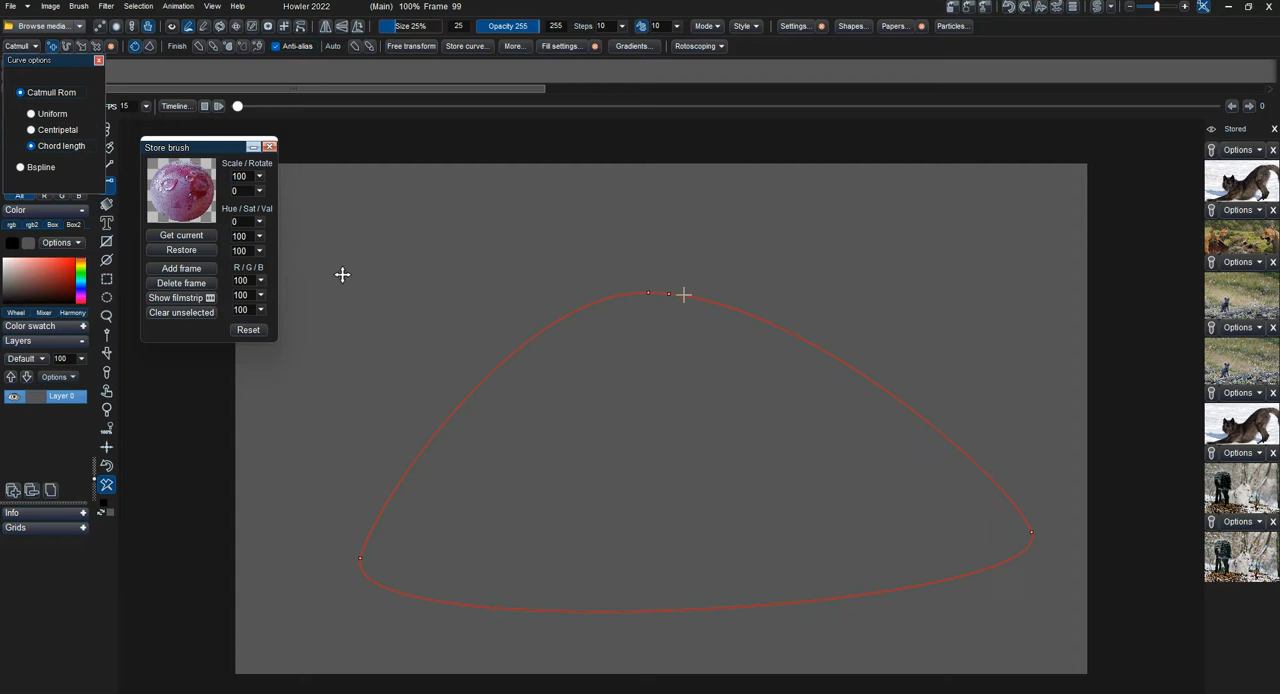 File Image Brush Filter Selection Animation View Help Howler 2022 (Main) 100% Frame 99
Browse media... Size 25% 25 Opacity 255 255 Steps 10 10 Mode Style Settings... Shapes... Papers... Particles...
Catmull Finish Anti-alias Auto Free transform Store curve... More... Fill settings... Gradients... Rotoscoping
Curve options
Catmull Rom
Uniform
Centripetal
Chord length
Bspline
PS 15 Timeline... 0
Stored
Options X
Options X
Options X
Options X
Options X
Options X
Options X
Store brush
Scale / Rotate
100
0
Hue / Sat / Val
0
100
100
R / G / B
100
100
100
Get current
Restore
Add frame
Delete frame
Show filmstrip
Clear unselected
Reset
All R G B
Color -
rgb rgb2 Box Box2
Options
Wheel Mixer Harmony
Color swatch +
Layers -
Default 100
Options
Layer 0
Info +
Grids +
100%